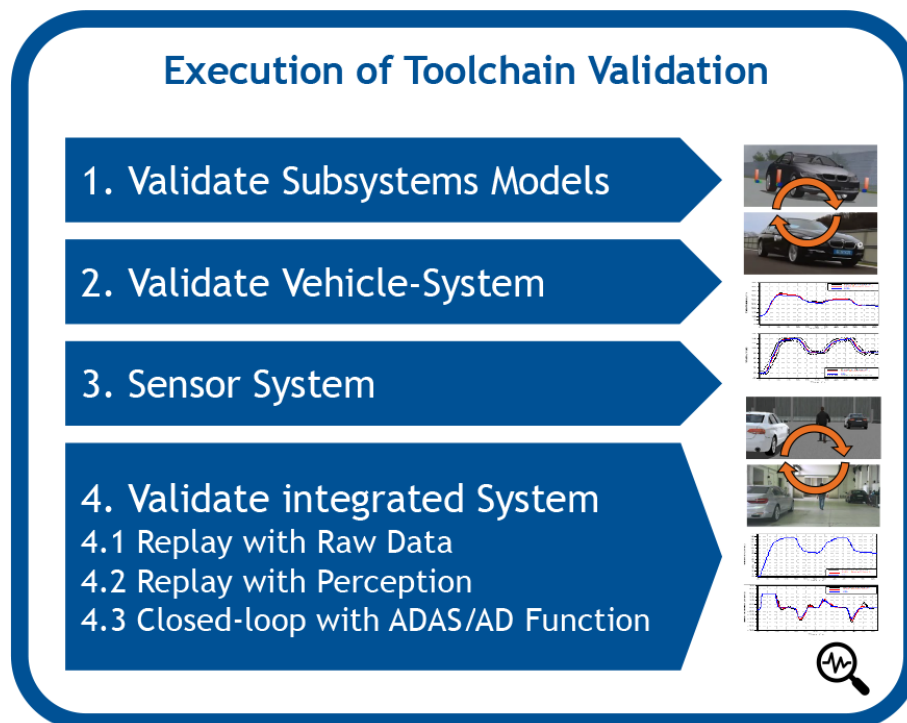 Execution of Toolchain Validation
1. Validate Subsystems Models
2. Validate Vehicle-System
3. Sensor System
4. Validate integrated System
4.1 Replay with Raw Data
4.2 Replay with Perception
4.3 Closed-loop with ADAS/AD Function